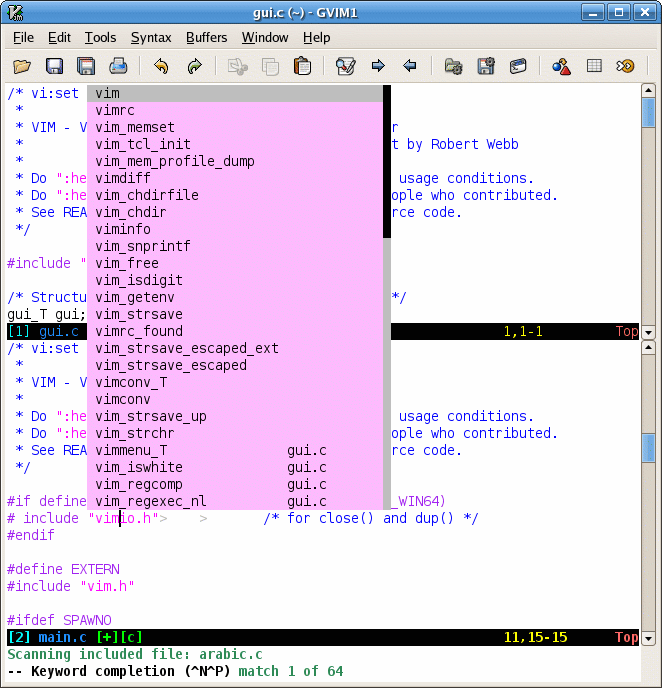 gui.c (~) - GVIM1
File Edit Tools Syntax Buffers Window Help
/* vi:set
 *
 * VIM - V r
 * t by Robert Webb
 *
 * Do ":he usage conditions.
 * Do ":he ople who contributed.
 * See REA rce code.
 */
#include "
/* Structu */
gui_T gui;
[1] gui.c 1,1-1 Top
vim
vimrc
vim_memset
vim_tcl_init
vim_mem_profile_dump
vimdiff
vim_chdirfile
vim_chdir
viminfo
vim_snprintf
vim_free
vim_isdigit
vim_getenv
vim_strsave
vimrc_found
vim_strsave_escaped_ext
vim_strsave_escaped
vimconv_T
vimconv
vim_strsave_up
vim_strchr
vimmenu_T gui.c
vim_iswhite gui.c
vim_regcomp gui.c
vim_regexec_nl gui.c
/* vi:set
 *
 * VIM - V
 *
 * Do ":he usage conditions.
 * Do ":he ople who contributed.
 * See REA rce code.
 */
#if define _WIN64)
# include "vimio.h"> > /* for close() and dup() */
#endif
#define EXTERN
#include "vim.h"
#ifdef SPAWNO
[2] main.c [+][c] 11,15-15 Top
Scanning included file: arabic.c
-- Keyword completion (^N^P) match 1 of 64